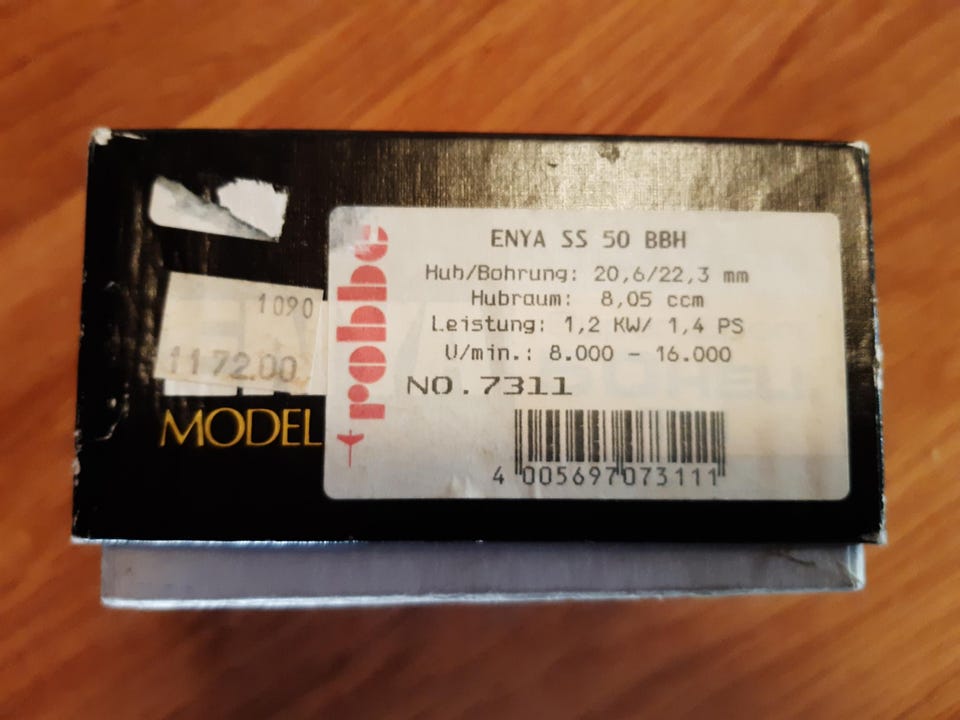 1090
1172.00
MODEL
robbe
ENYA SS 50 BBH
Hub/Bohrung: 20,6/22,3 mm
Hubraum: 8,05 ccm
Leistung: 1,2 KW/ 1,4 PS
U/min.: 8.000 - 16.000
NO.7311
4 005697 073111